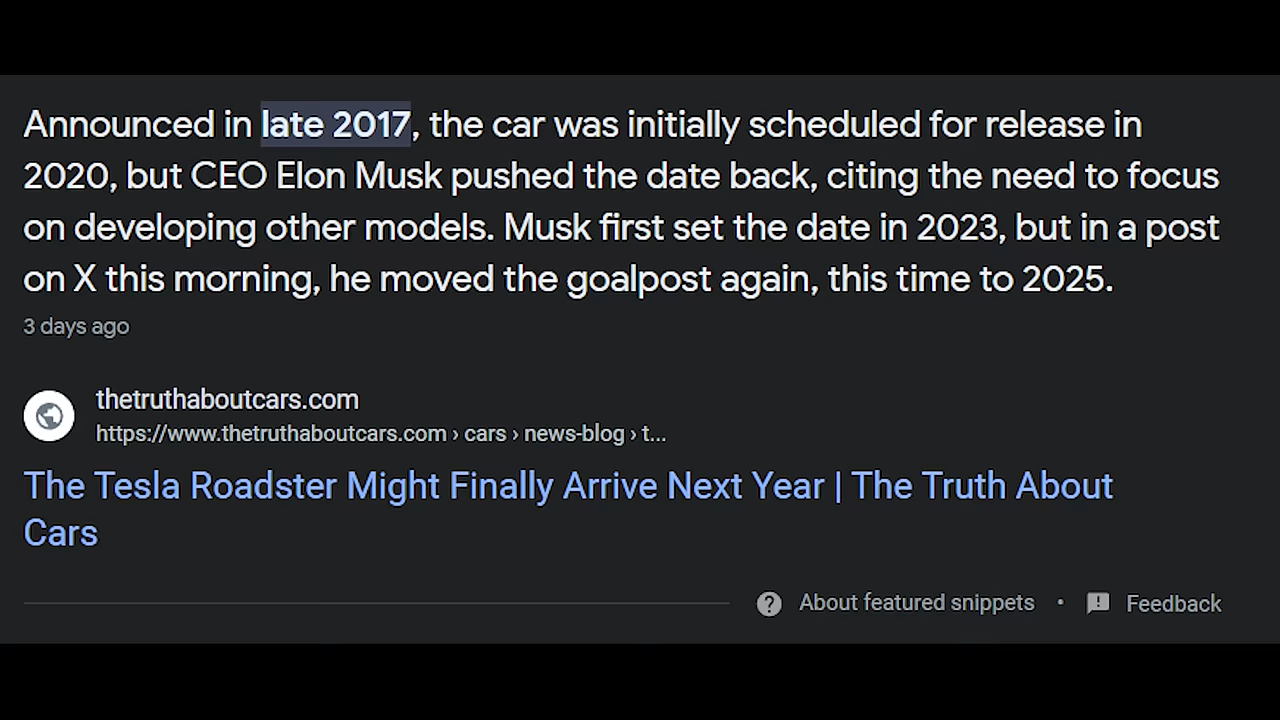 Announced in late 2017, the car was initially scheduled for release in
2020, but CEO Elon Musk pushed the date back, citing the need to focus
on developing other models. Musk first set the date in 2023, but in a post
on X this morning, he moved the goalpost again, this time to 2025.
3 days ago
thetruthaboutcars.com
https://www.thetruthaboutcars.com › cars › news-blog › t...
The Tesla Roadster Might Finally Arrive Next Year | The Truth About
Cars
About featured snippets • Feedback